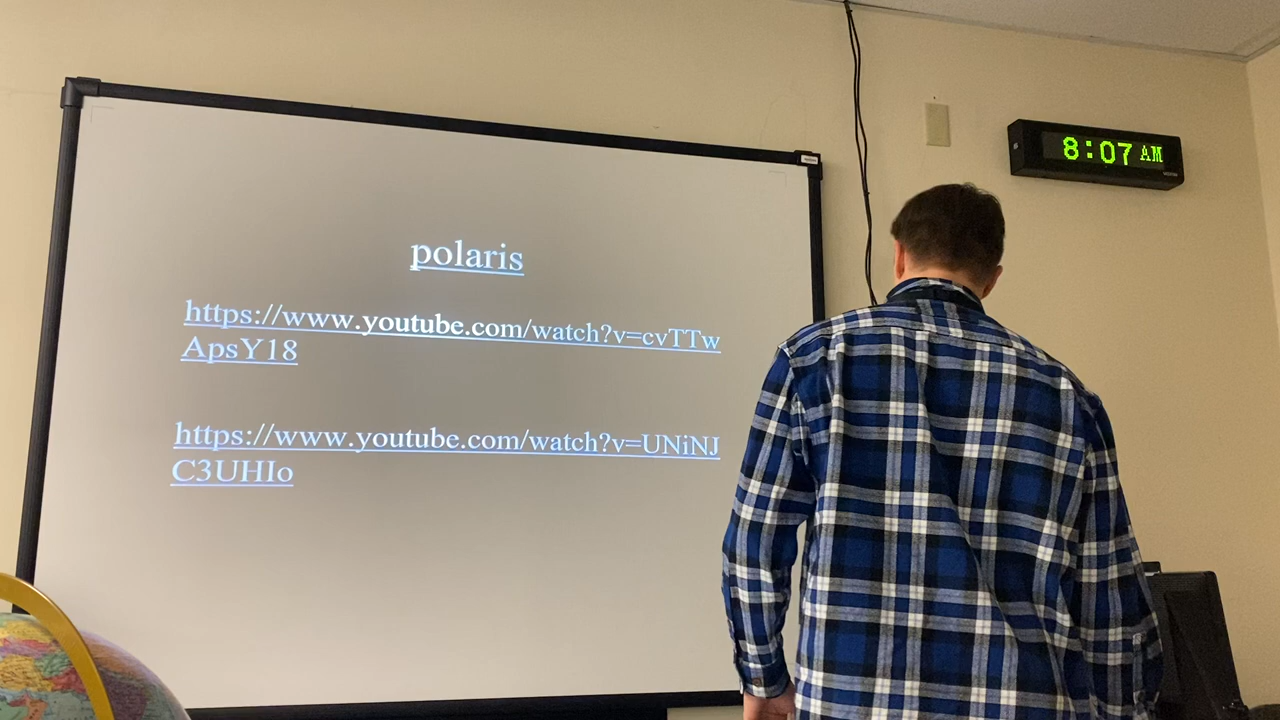 8:07 AM
polaris
https://www.youtube.com/watch?v=cvTTw
ApsY18
https://www.youtube.com/watch?v=UNiNJ
C3UHIo